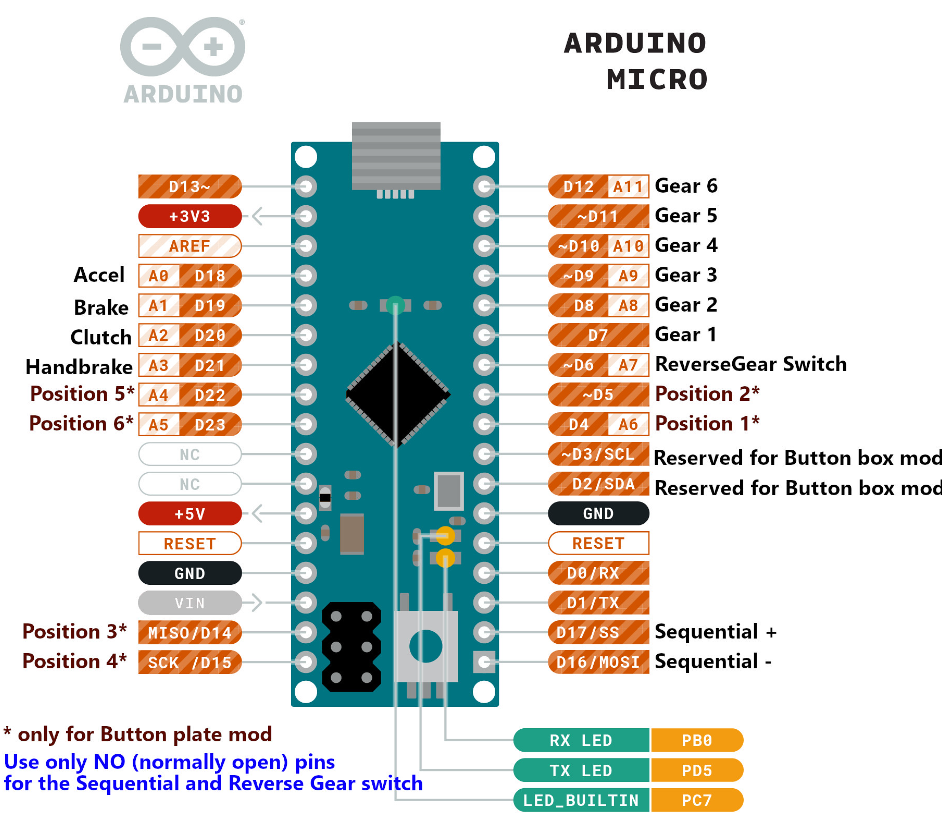 ARDUINO
ARDUINO
MICRO
D13~
+3V3
AREF
Accel A0 D18
Brake A1 D19
Clutch A2 D20
Handbrake A3 D21
Position 5* A4 D22
Position 6* A5 D23
NC
NC
+5V
RESET
GND
VIN
Position 3* MISO/D14
Position 4* SCK /D15
D12 A11 Gear 6
~D11 Gear 5
~D10 A10 Gear 4
~D9 A9 Gear 3
D8 A8 Gear 2
D7 Gear 1
~D6 A7 ReverseGear Switch
~D5 Position 2*
D4 A6 Position 1*
~D3/SCL Reserved for Button box mod
D2/SDA Reserved for Button box mod
GND
RESET
D0/RX
D1/TX
D17/SS Sequential +
D16/MOSI Sequential -
* only for Button plate mod
Use only NO (normally open) pins
for the Sequential and Reverse Gear switch
RX LED PB0
TX LED PD5
LED_BUILTIN PC7